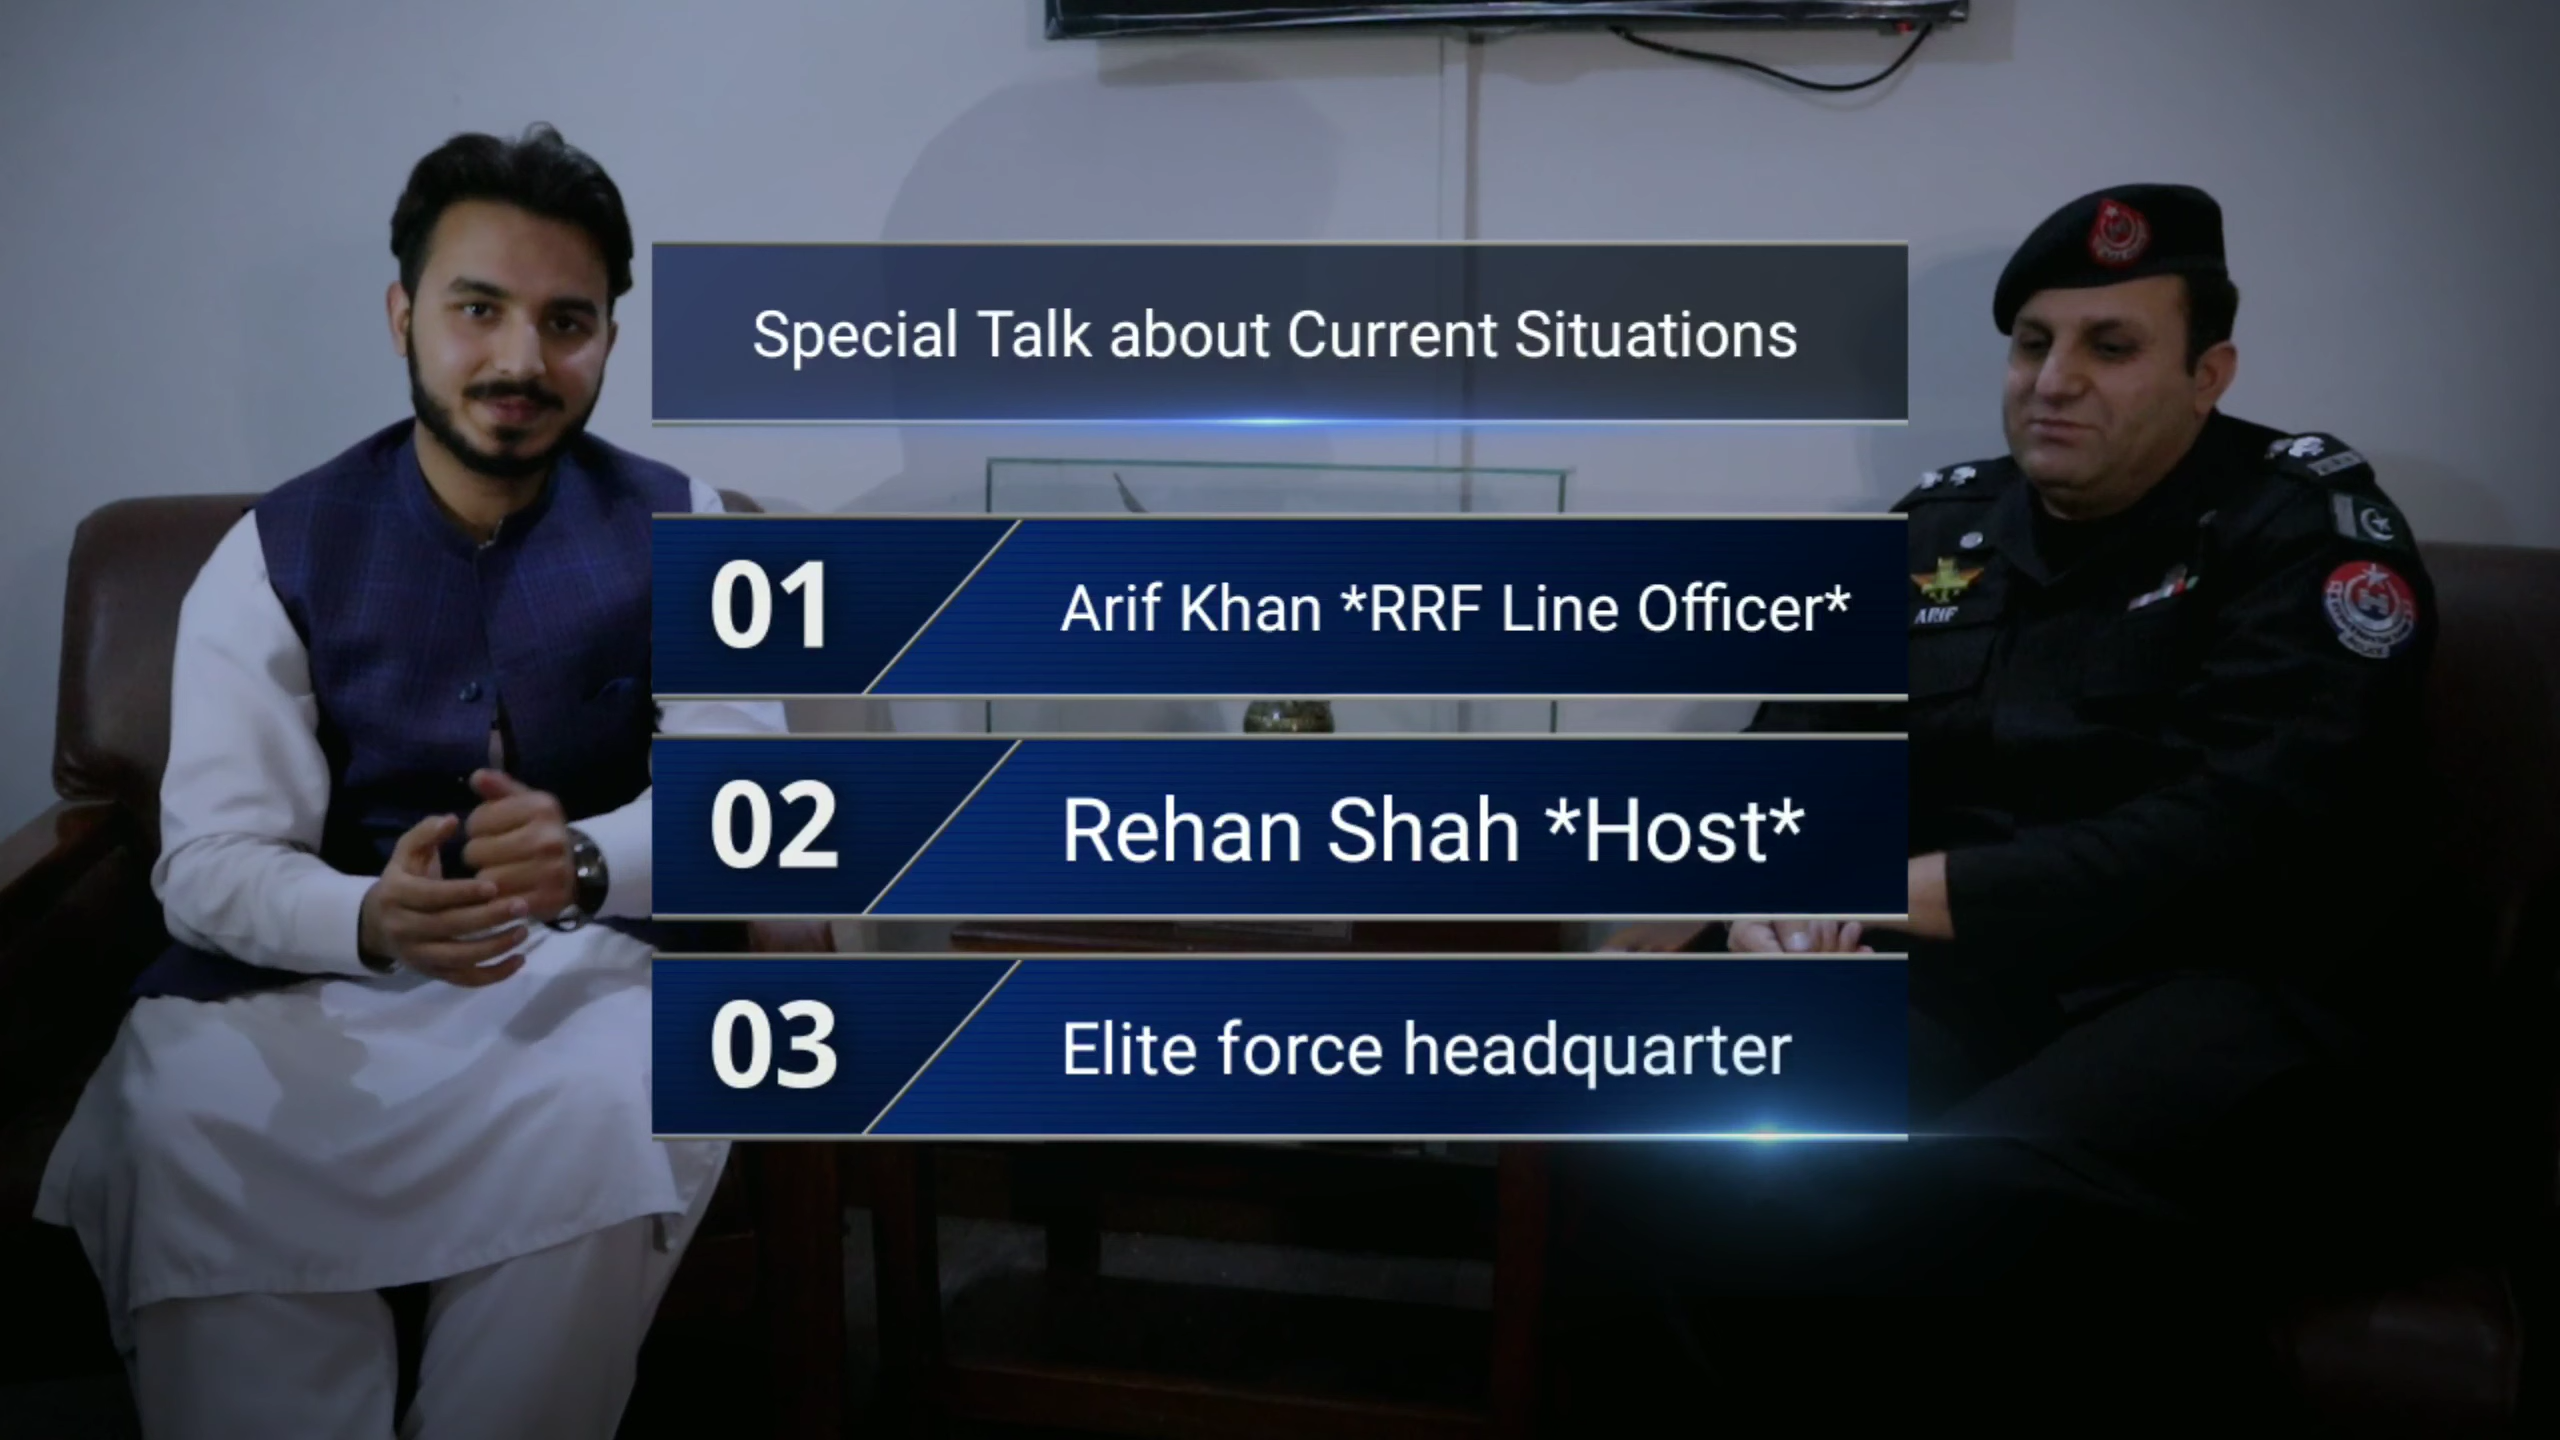 Special Talk about Current Situations
01 Arif Khan *RRF Line Officer*
ARIF
02 Rehan Shah *Host*
03 Elite force headquarter